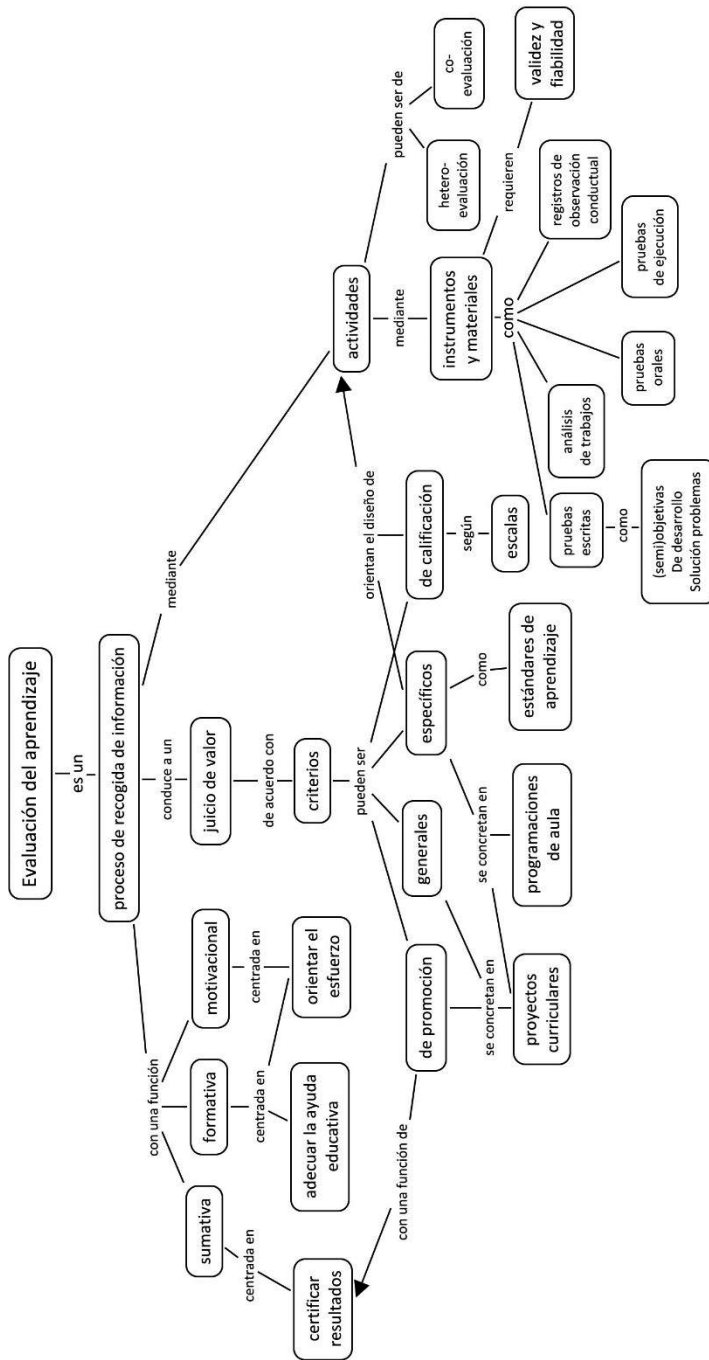 Evaluación del aprendizaje
es un
proceso de recogida de información
con una función
conduce a un
mediante
sumativa
formativa
motivacional
juicio de valor
actividades
centrada en
centrada en
centrada en
de acuerdo con
mediante
pueden ser de
certificar
resultados
adecuar la ayuda
educativa
orientar el
esfuerzo
criterios
pueden ser
orientan el diseño de
instrumentos
y materiales
hetero-
evaluación
co-
evaluación
con una función de
de promoción
generales
específicos
de calificación
como
requieren
se concretan en
se concretan en
como
según
validez y
fiabilidad
proyectos
curriculares
programaciones
de aula
estándares de
aprendizaje
escalas
pruebas
escritas
análisis
de trabajos
pruebas
orales
pruebas
de ejecución
registros de
observación
conductual
como
(semi)objetivas
De desarrollo
Solución problemas